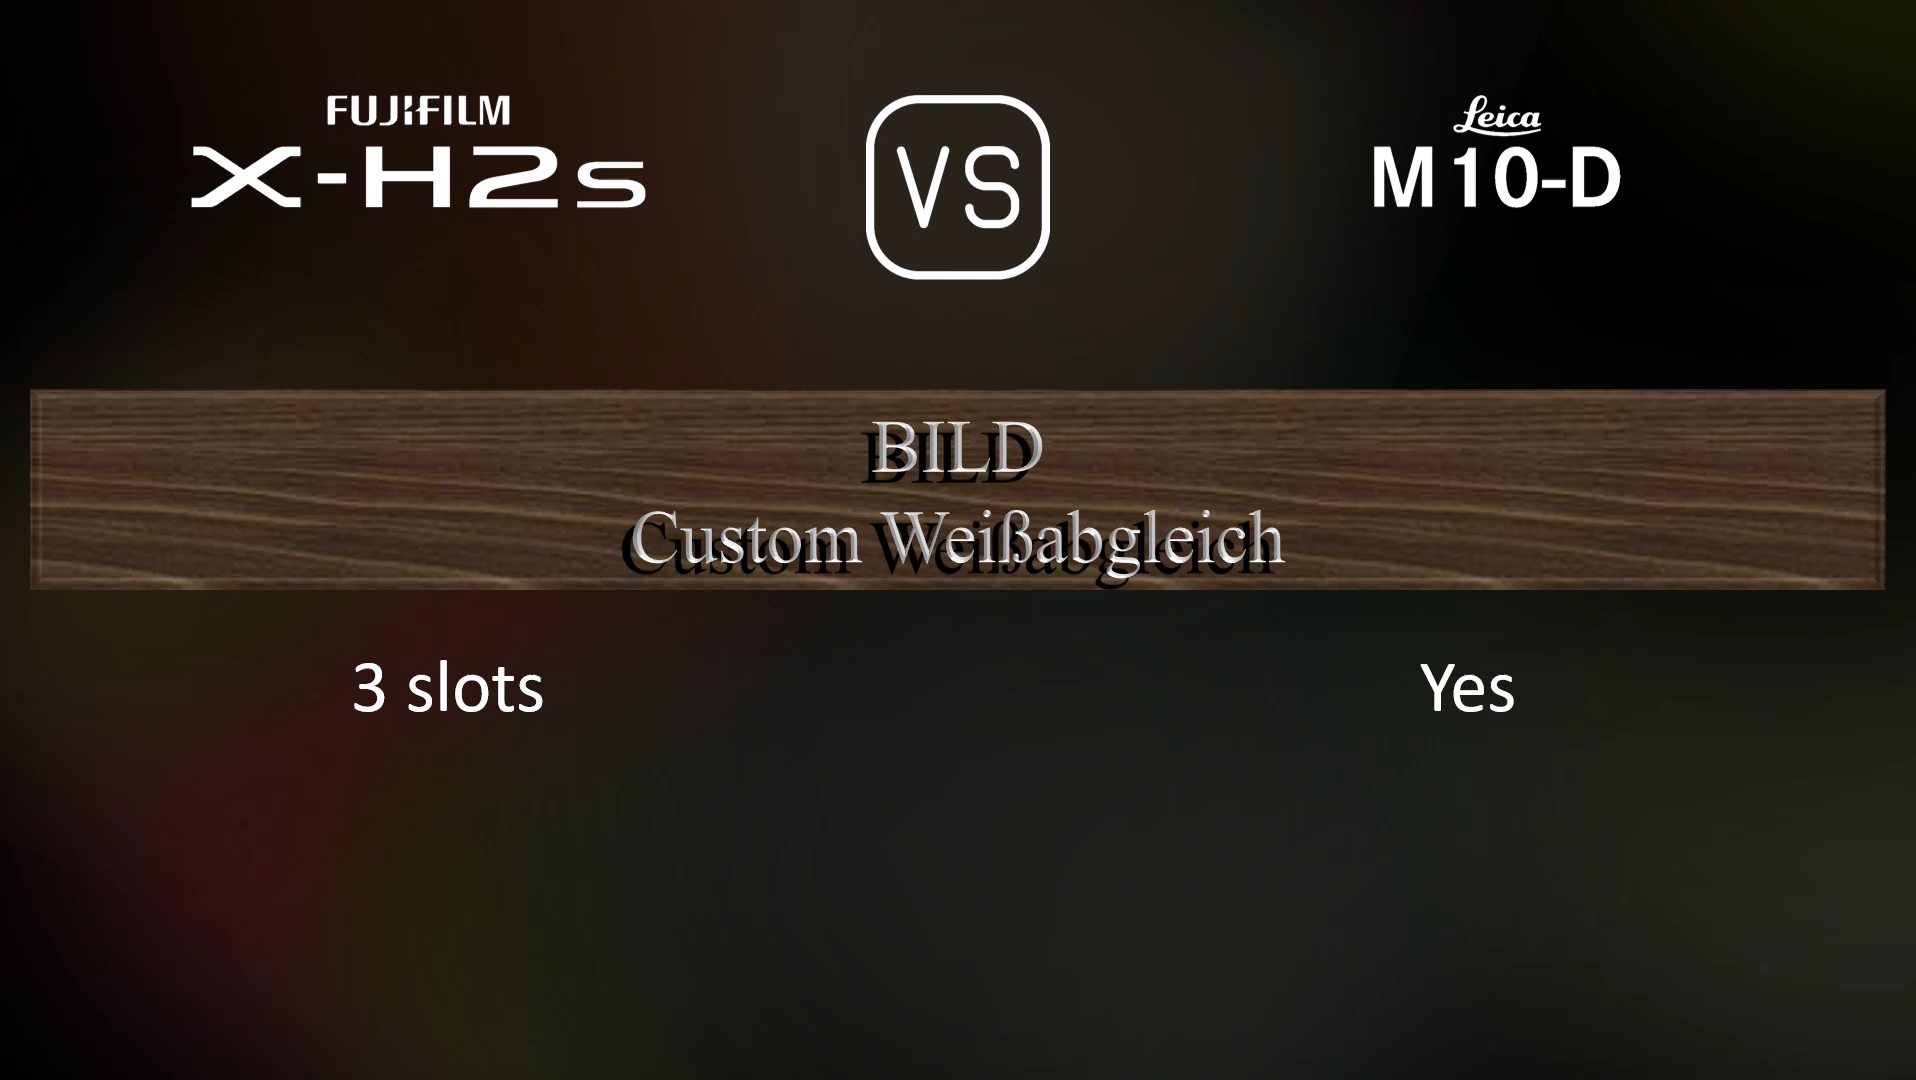 FUJIFILM
X-H2s
VS
Leica
M10-D
BILD
Custom Weißabgleich
3 slots
Yes